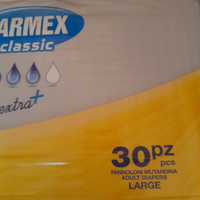 ARMEX
classic
extra+
30pz
pcs
PANNOLONI MUTANDINA
ADULT DIAPERS
LARGE